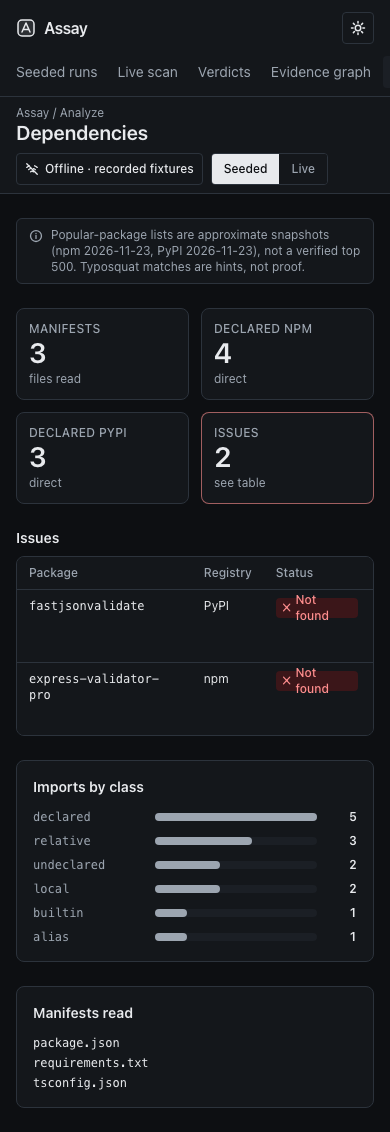 Assay
Seeded runs Live scan Verdicts Evidence graph
Assay / Analyze
Dependencies
Offline · recorded fixtures Seeded Live
Popular-package lists are approximate snapshots
(npm 2026-11-23, PyPI 2026-11-23), not a verified top
500. Typosquat matches are hints, not proof.
MANIFESTS
3
files read
DECLARED NPM
4
direct
DECLARED PYPI
3
direct
ISSUES
2
see table
Issues
Package Registry Status
fastjsonvalidate PyPI Not
found
express-validator- npm Not
pro found
Imports by class
declared 5
relative 3
undeclared 2
local 2
builtin 1
alias 1
Manifests read
package.json
requirements.txt
tsconfig.json